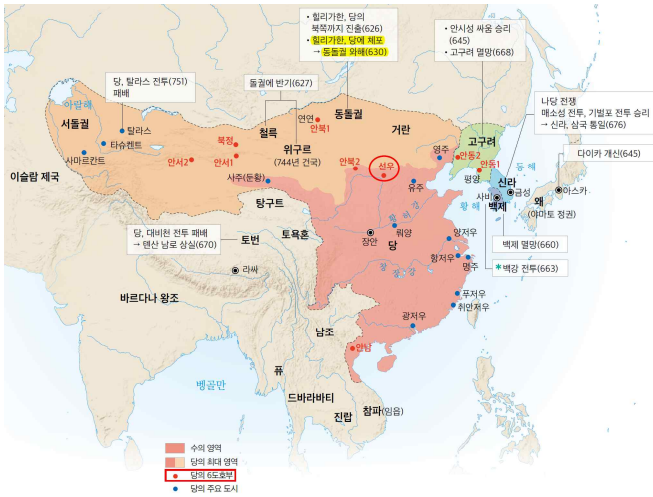 힐리가한, 당의
북쪽까지 진출(626)
힐리가한, 당에 체포
→ 동돌궐 와해(630)
안시성 싸움 승리
(645)
고구려 멸망(668)
당, 탈라스 전투(751)
패배
돌궐에 반기(627)
나당 전쟁
매소성 전투, 기벌포 전투 승리
→ 신라, 삼국 통일(676)
다이카 개신(645)
아랄해
서돌궐
탈라스
타슈켄트
사마르칸트
이슬람 제국
북정
안서2
안서1
철륵
연연
안북1
동돌궐
위구르
(744년 건국)
거란
안북2
선우
영주
고구려
안동2
안동1
평양
동해
신라
금성
사비
백제
황해
왜
(야마토 정권)
아스카
사주(둔황)
탕구트
유주
황허강
뤄양
장안
당
양저우
항저우
명주
백제 멸망(660)
* 백강 전투(663)
당, 대비천 전투 패배
→ 톈산 남로 상실(670)
토번
토욕혼
라싸
창장강
푸저우
취안저우
광저우
바르다나 왕조
남조
안남
벵골만
퓨
드바라바티
진랍
참파(임읍)
수의 영역
당의 최대 영역
당의 6도호부
당의 주요 도시